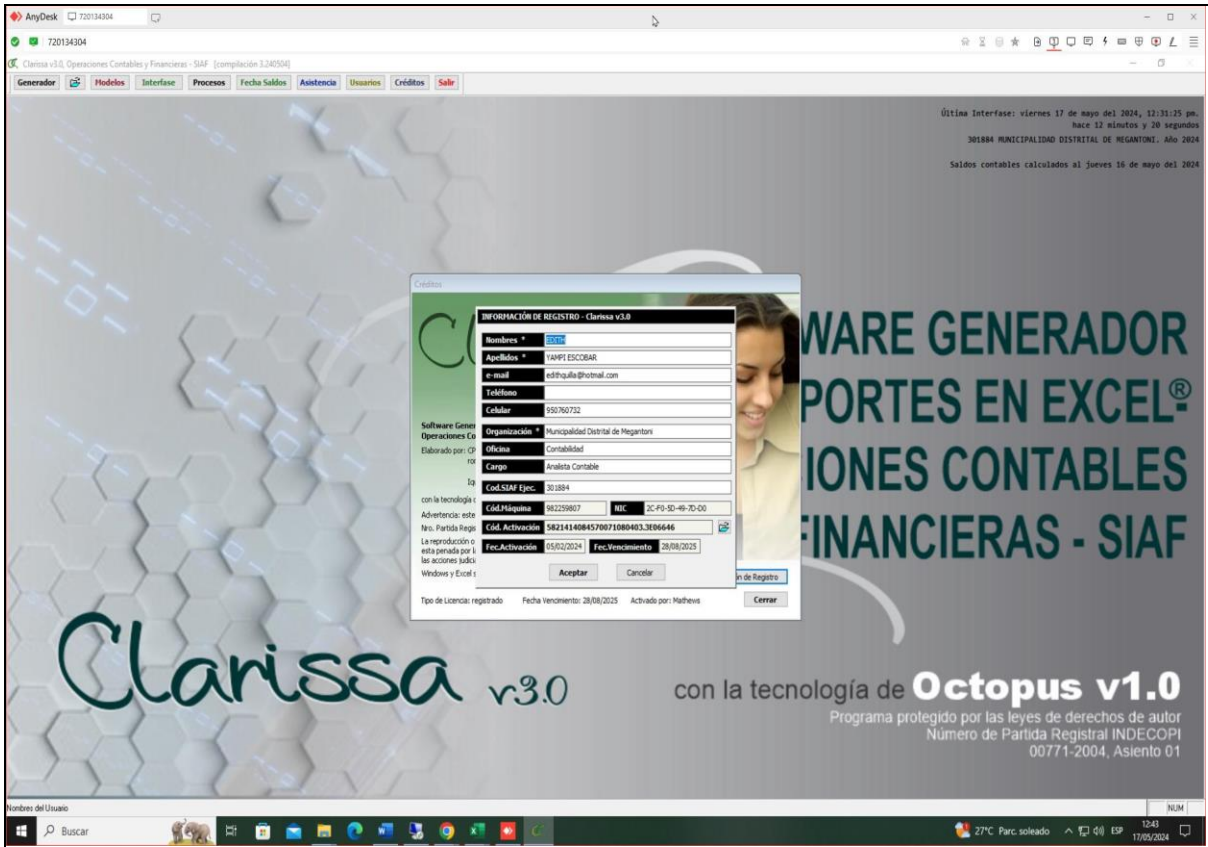 AnyDesk 720134304
720134304
Clarissa v3.0, Operaciones Contables y Financieras - SIAF [compilación 3.240504]
Generador Modelos Interfase Procesos Fecha Saldos Asistencia Usuarios Créditos Salir
Última Interfase: viernes 17 de mayo del 2024, 12:31:25 pm.
hace 12 minutos y 20 segundos
301884 MUNICIPALIDAD DISTRITAL DE MEGANTONI. Año 2024
Saldos contables calculados al jueves 16 de mayo del 2024
Créditos
INFORMACIÓN DE REGISTRO - Clarissa v3.0
Nombres * EDITH
Apellidos * YAMPI ESCOBAR
e-mail edithquilla@hotmail.com
Teléfono
Celular 950760732
Organización * Municipalidad Distrital de Megantoni
Oficina Contabilidad
Cargo Analista Contable
Cod.SIAF Ejec. 301884
Cód.Máquina 982259807 NIC 2C-F0-5D-49-7D-D0
Cód. Activación 5821414084570071080403.3E06646
Fec.Activación 05/02/2024 Fec.Vencimiento 28/08/2025
Aceptar Cancelar
Software Gener
Operaciones Co
Elaborado por: CP
con la tecnología
Advertencia: este
Nro. Partida Regis
La reproducción o
esta penada por l
las acciones judici
Windows y Excel s
n de Registro
Tipo de Licencia: registrado Fecha Vencimiento: 28/08/2025 Activado por: Mathews Cerrar
WARE GENERADOR
PORTES EN EXCEL®
IONES CONTABLES
FINANCIERAS - SIAF
Clarissa v3.0
con la tecnología de Octopus v1.0
Programa protegido por las leyes de derechos de autor
Número de Partida Registral INDECOPI
00771-2004, Asiento 01
Nombres del Usuario NUM
Buscar 27°C Parc. soleado ESP 12:43
17/05/2024